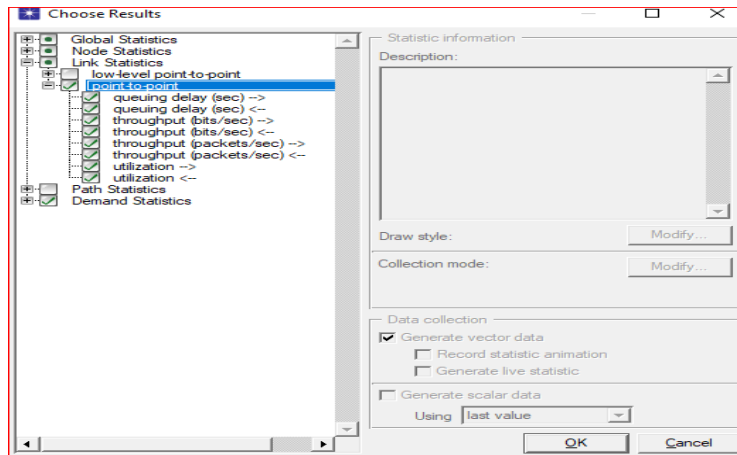 Choose Results
Global Statistics
Node Statistics
Link Statistics
low-level point-to-point
point-to-point
queuing delay (sec) -->
queuing delay (sec) <--
throughput (bits/sec) -->
throughput (bits/sec) <--
throughput (packets/sec) -->
throughput (packets/sec) <--
utilization -->
utilization <--
Path Statistics
Demand Statistics
Statistic information
Description:
Draw style:
Modify...
Collection mode:
Modify...
Data collection
Generate vector data
Record statistic animation
Generate live statistic
Generate scalar data
Using last value
OK
Cancel